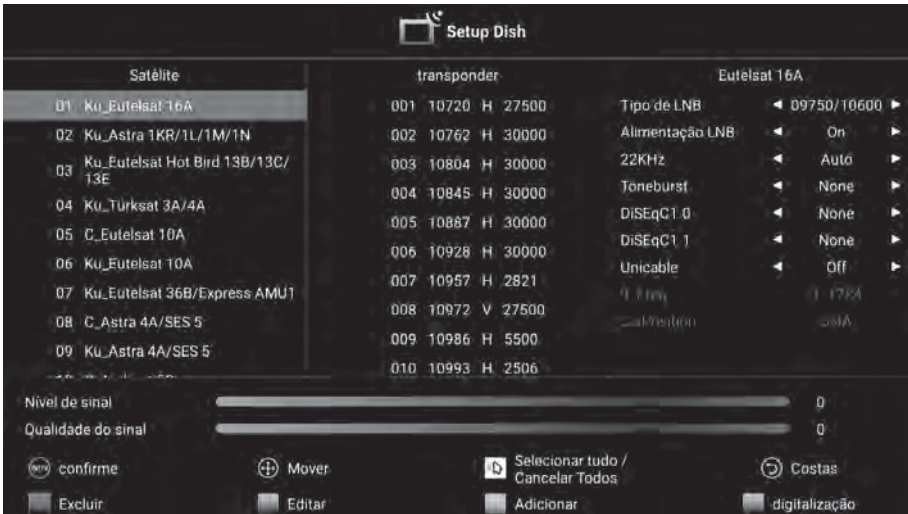 Setup Dish
Satélite
01 Ku_Eutelsat 16A
02 Ku_Astra 1KR/1L/1M/1N
03 Ku_Eutelsat Hot Bird 13B/13C/
13E
04 Ku_Turksat 3A/4A
05 C_Eutelsat 10A
06 Ku_Eutelsat 10A
07 Ku_Eutelsat 36B/Express AMU1
08 C_Astra 4A/SES 5
09 Ku_Astra 4A/SES 5
transponder
001 10720 H 27500
002 10762 H 30000
003 10804 H 30000
004 10845 H 30000
005 10887 H 30000
006 10928 H 30000
007 10957 H 2821
008 10972 V 27500
009 10986 H 5500
010 10993 H 2506
Eutelsat 16A
Tipo de LNB 09750/10600
Alimentação LNB On
22KHz Auto
Toneburst None
DiSEqC1.0 None
DiSEqC1.1 None
Unicable Off
Nível de sinal 0
Qualidade do sinal 0
confirme
Mover
Selecionar tudo /
Cancelar Todos
Costas
Excluir
Editar
Adicionar
digitalização